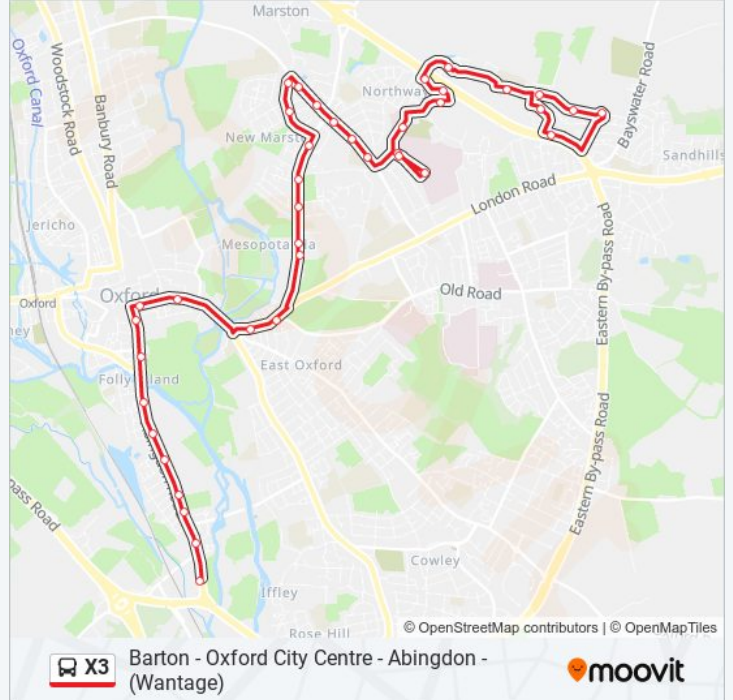 Marston
Oxford Canal
Woodstock Road
Banbury Road
Bayswater Road
Northway
New Marston
Sandhills
London Road
Jericho
Mesopotamia
Eastern By-pass Road
Oxford
Oxford
Old Road
ney
East Oxford
Folly Island
Eastern By-pass Road
pass Road
Cowley
Iffley
Rose Hill
© OpenStreetMap contributors | © OpenMapTiles
X3
Barton - Oxford City Centre - Abingdon -
(Wantage)
moovit